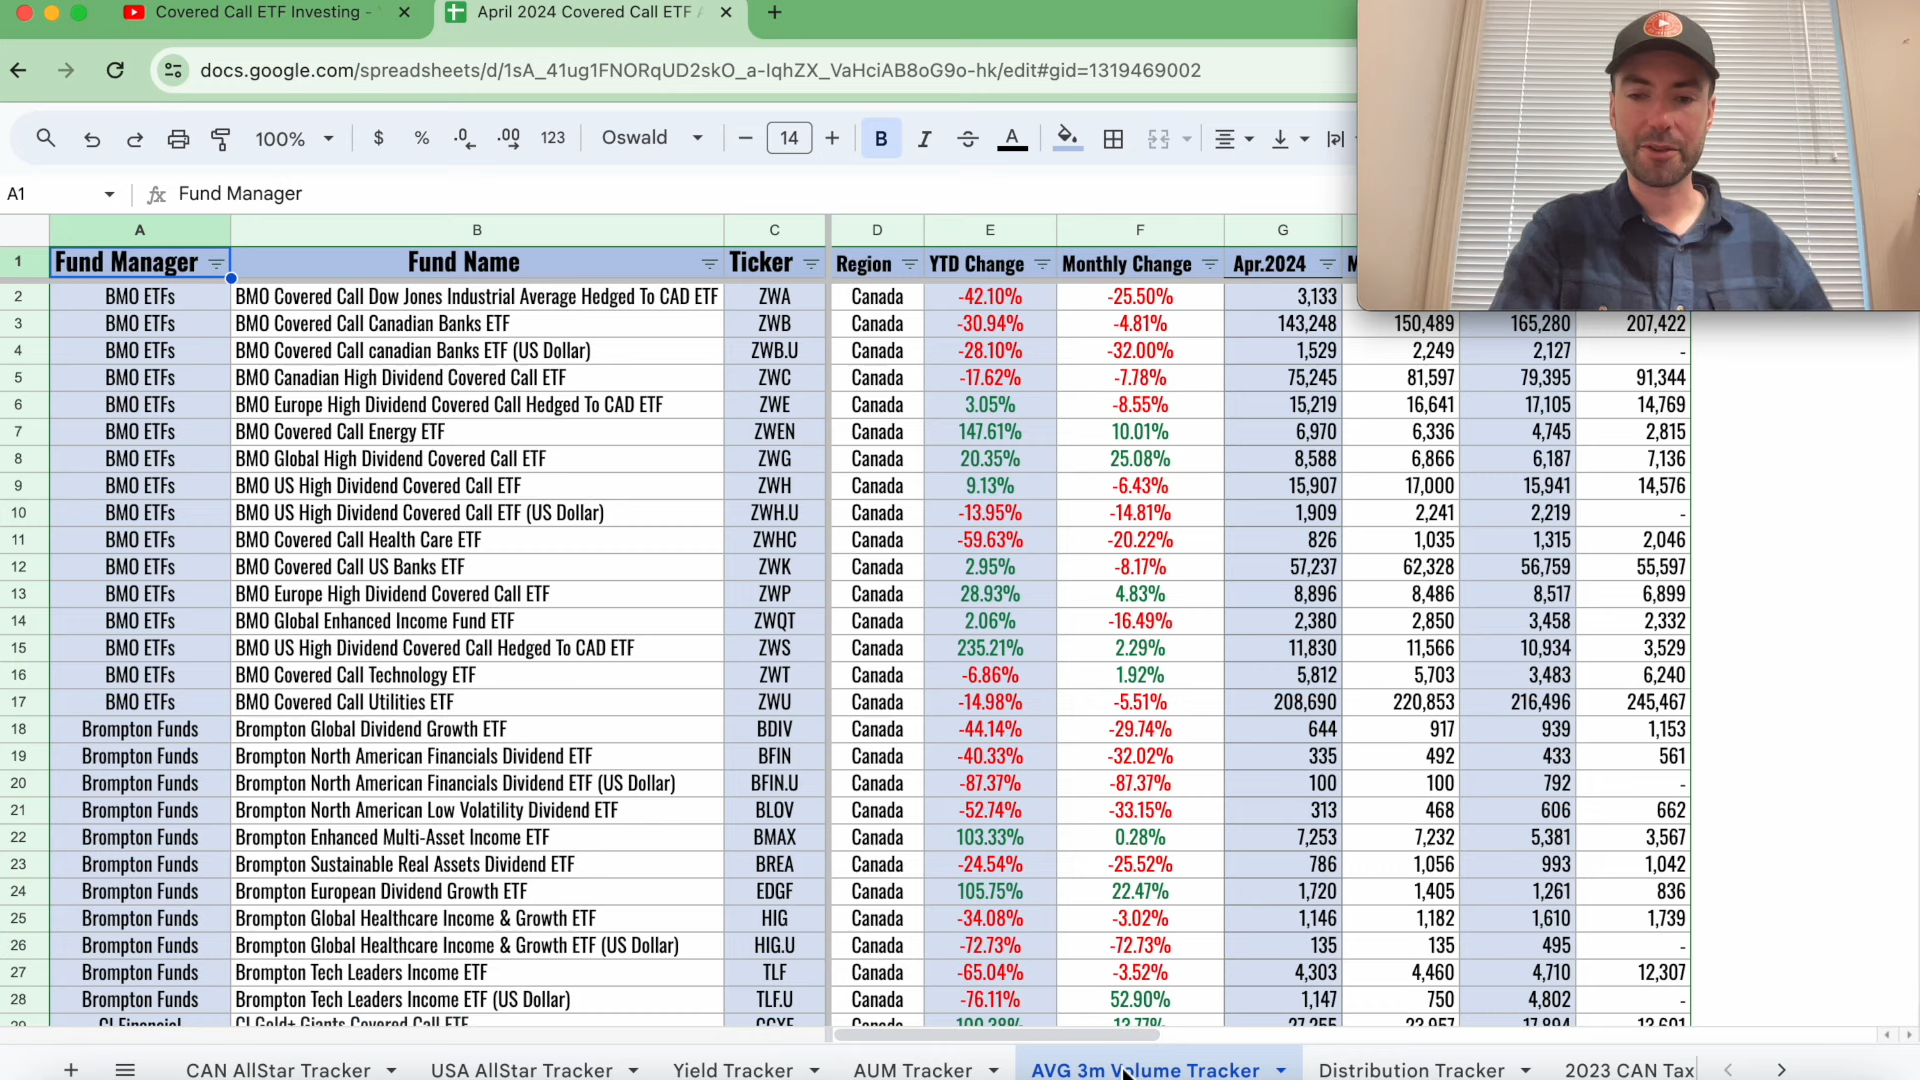 Covered Call ETF Investing -
April 2024 Covered Call ETF
docs.google.com/spreadsheets/d/1sA_41ug1FNORqUD2skO_a-IqhZX_VaHciAB8oG9o-hk/edit#gid=1319469002
100% $ % .0 .00 123 Oswald 14 B I A
A1 fx Fund Manager
A B C D E F G
1 Fund Manager Fund Name Ticker Region YTD Change Monthly Change Apr.2024
2 BMO ETFs BMO Covered Call Dow Jones Industrial Average Hedged To CAD ETF ZWA Canada -42.10% -25.50% 3,133
3 BMO ETFs BMO Covered Call Canadian Banks ETF ZWB Canada -30.94% -4.81% 143,248 150,489 165,280 207,422
4 BMO ETFs BMO Covered Call canadian Banks ETF (US Dollar) ZWB.U Canada -28.10% -32.00% 1,529 2,249 2,127 -
5 BMO ETFs BMO Canadian High Dividend Covered Call ETF ZWC Canada -17.62% -7.78% 75,245 81,597 79,395 91,344
6 BMO ETFs BMO Europe High Dividend Covered Call Hedged To CAD ETF ZWE Canada 3.05% -8.55% 15,219 16,641 17,105 14,769
7 BMO ETFs BMO Covered Call Energy ETF ZWEN Canada 147.61% 10.01% 6,970 6,336 4,745 2,815
8 BMO ETFs BMO Global High Dividend Covered Call ETF ZWG Canada 20.35% 25.08% 8,588 6,866 6,187 7,136
9 BMO ETFs BMO US High Dividend Covered Call ETF ZWH Canada 9.13% -6.43% 15,907 17,000 15,941 14,576
10 BMO ETFs BMO US High Dividend Covered Call ETF (US Dollar) ZWH.U Canada -13.95% -14.81% 1,909 2,241 2,219 -
11 BMO ETFs BMO Covered Call Health Care ETF ZWHC Canada -59.63% -20.22% 826 1,035 1,315 2,046
12 BMO ETFs BMO Covered Call US Banks ETF ZWK Canada 2.95% -8.17% 57,237 62,328 56,759 55,597
13 BMO ETFs BMO Europe High Dividend Covered Call ETF ZWP Canada 28.93% 4.83% 8,896 8,486 8,517 6,899
14 BMO ETFs BMO Global Enhanced Income Fund ETF ZWQT Canada 2.06% -16.49% 2,380 2,850 3,458 2,332
15 BMO ETFs BMO US High Dividend Covered Call Hedged To CAD ETF ZWS Canada 235.21% 2.29% 11,830 11,566 10,934 3,529
16 BMO ETFs BMO Covered Call Technology ETF ZWT Canada -6.86% 1.92% 5,812 5,703 3,483 6,240
17 BMO ETFs BMO Covered Call Utilities ETF ZWU Canada -14.98% -5.51% 208,690 220,853 216,496 245,467
18 Brompton Funds Brompton Global Dividend Growth ETF BDIV Canada -44.14% -29.74% 644 917 939 1,153
19 Brompton Funds Brompton North American Financials Dividend ETF BFIN Canada -40.33% -32.02% 335 492 433 561
20 Brompton Funds Brompton North American Financials Dividend ETF (US Dollar) BFIN.U Canada -87.37% -87.37% 100 100 792 -
21 Brompton Funds Brompton North American Low Volatility Dividend ETF BLOV Canada -52.74% -33.15% 313 468 606 662
22 Brompton Funds Brompton Enhanced Multi-Asset Income ETF BMAX Canada 103.33% 0.28% 7,253 7,232 5,381 3,567
23 Brompton Funds Brompton Sustainable Real Assets Dividend ETF BREA Canada -24.54% -25.52% 786 1,056 993 1,042
24 Brompton Funds Brompton European Dividend Growth ETF EDGF Canada 105.75% 22.47% 1,720 1,405 1,261 836
25 Brompton Funds Brompton Global Healthcare Income & Growth ETF HIG Canada -34.08% -3.02% 1,146 1,182 1,610 1,739
26 Brompton Funds Brompton Global Healthcare Income & Growth ETF (US Dollar) HIG.U Canada -72.73% -72.73% 135 135 495 -
27 Brompton Funds Brompton Tech Leaders Income ETF TLF Canada -65.04% -3.52% 4,303 4,460 4,710 12,307
28 Brompton Funds Brompton Tech Leaders Income ETF (US Dollar) TLF.U Canada -76.11% 52.90% 1,147 750 4,802 -
29 CI Financial CI Gold+ Giants Covered Call ETF CGXF Canada 100.38% 13.77% 27,255 23,957 17,894 13,601
CAN AllStar Tracker USA AllStar Tracker Yield Tracker AUM Tracker AVG 3m Volume Tracker Distribution Tracker 2023 CAN Tax